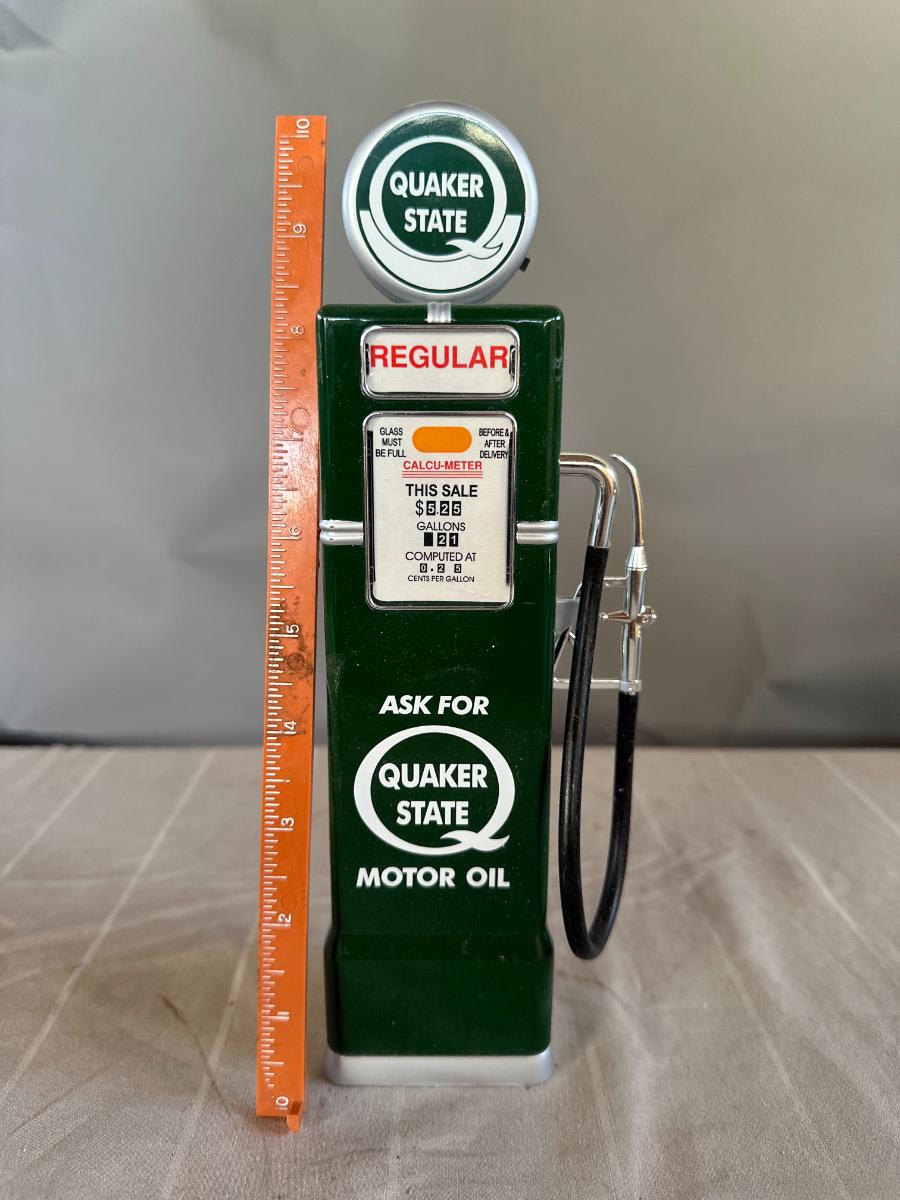 QUAKER
STATE
REGULAR
GLASS
MUST
BE FULL
BEFORE &
AFTER
DELIVERY
CALCU-METER
THIS SALE
$5.25
GALLONS
21
COMPUTED AT
0.25
CENTS PER GALLON
ASK FOR
QUAKER
STATE
MOTOR OIL
10
9
8
7
6
5
4
3
2
1
0